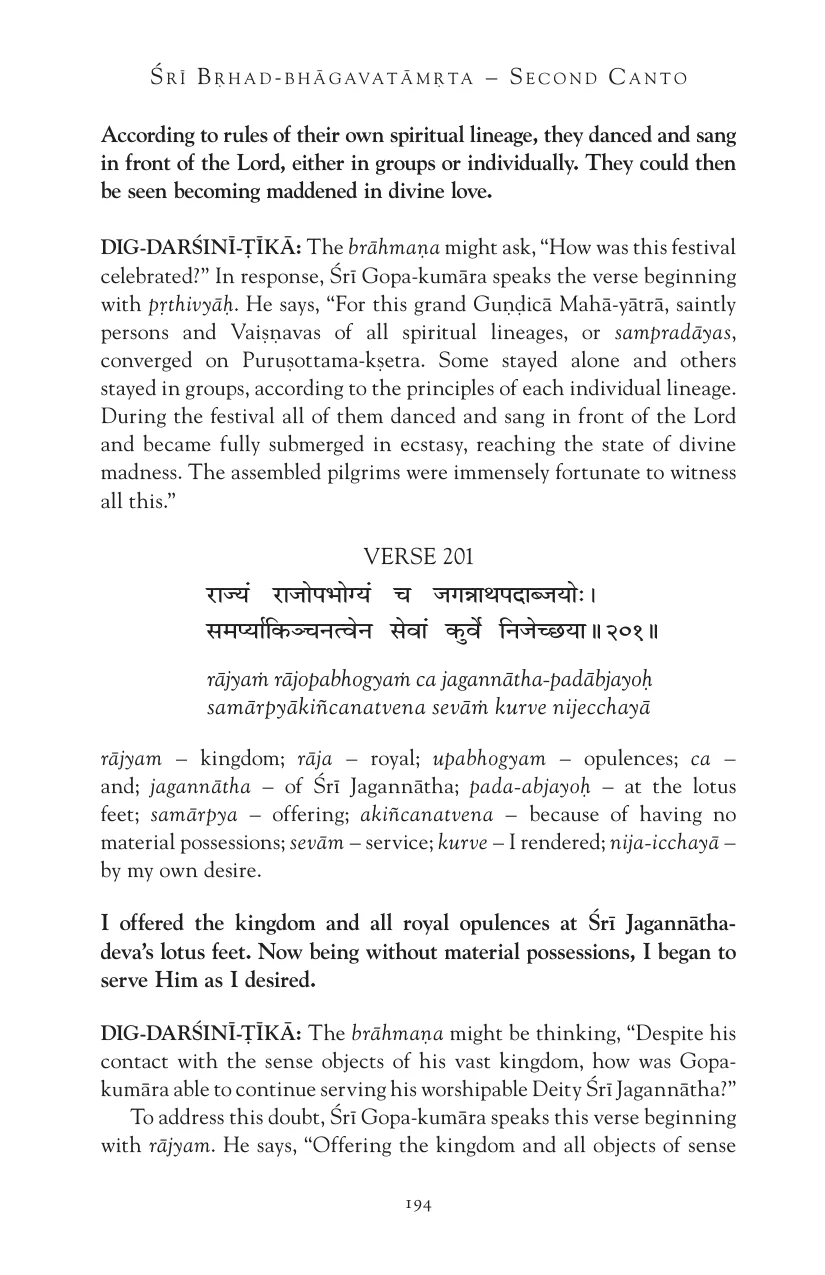 Śrī Bṛhad-bhāgavatāmṛta – Second Canto
According to rules of their own spiritual lineage, they danced and sang
in front of the Lord, either in groups or individually. They could then
be seen becoming maddened in divine love.
DIG-DARŚINĪ-ṬĪKĀ: The brāhmaṇa might ask, “How was this festival
celebrated?” In response, Śrī Gopa-kumāra speaks the verse beginning
with pṛthivyāḥ. He says, “For this grand Guṇḍicā Mahā-yātrā, saintly
persons and Vaiṣṇavas of all spiritual lineages, or sampradāyas,
converged on Puruṣottama-kṣetra. Some stayed alone and others
stayed in groups, according to the principles of each individual lineage.
During the festival all of them danced and sang in front of the Lord
and became fully submerged in ecstasy, reaching the state of divine
madness. The assembled pilgrims were immensely fortunate to witness
all this.”
VERSE 201
राज्यं राजोपभोग्यं च जगन्नाथपदाब्जयोः।
समर्प्याकिञ्चनत्वेन सेवां कुर्वे निजेच्छया॥२०१॥
rājyaṁ rājopabhogyaṁ ca jagannātha-padābjayoḥ
samārpyākiñcanatvena sevāṁ kurve nijecchayā
rājyam – kingdom; rāja – royal; upabhogyam – opulences; ca –
and; jagannātha – of Śrī Jagannātha; pada-abjayoḥ – at the lotus
feet; samārpya – offering; akiñcanatvena – because of having no
material possessions; sevām – service; kurve – I rendered; nija-icchayā –
by my own desire.
I offered the kingdom and all royal opulences at Śrī Jagannātha-
deva’s lotus feet. Now being without material possessions, I began to
serve Him as I desired.
DIG-DARŚINĪ-ṬĪKĀ: The brāhmaṇa might be thinking, “Despite his
contact with the sense objects of his vast kingdom, how was Gopa-
kumāra able to continue serving his worshipable Deity Śrī Jagannātha?”
To address this doubt, Śrī Gopa-kumāra speaks this verse beginning
with rājyam. He says, “Offering the kingdom and all objects of sense
194